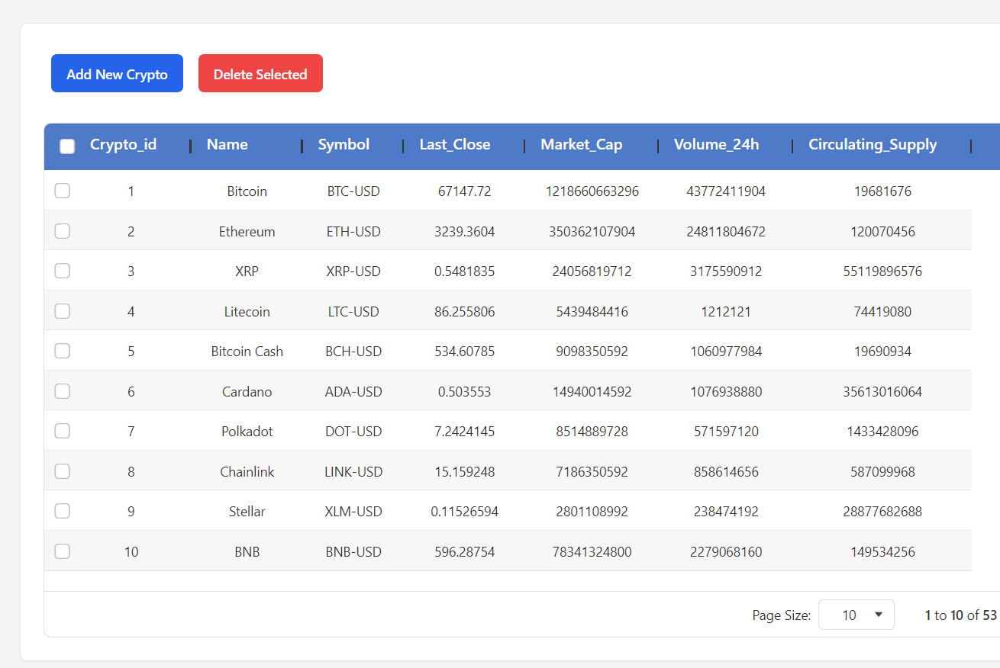 Add New Crypto Delete Selected
Crypto_id Name Symbol Last_Close Market_Cap Volume_24h Circulating_Supply
1 Bitcoin BTC-USD 67147.72 1218660663296 43772411904 19681676
2 Ethereum ETH-USD 3239.3604 350362107904 24811804672 120070456
3 XRP XRP-USD 0.5481835 24056819712 3175590912 55119896576
4 Litecoin LTC-USD 86.255806 5439484416 1212121 74419080
5 Bitcoin Cash BCH-USD 534.60785 9098350592 1060977984 19690934
6 Cardano ADA-USD 0.503553 14940014592 1076938880 35613016064
7 Polkadot DOT-USD 7.2424145 8514889728 571597120 1433428096
8 Chainlink LINK-USD 15.159248 7186350592 858614656 587099968
9 Stellar XLM-USD 0.11526594 2801108992 238474192 28877682688
10 BNB BNB-USD 596.28754 78341324800 2279068160 149534256
Page Size: 10 1 to 10 of 53